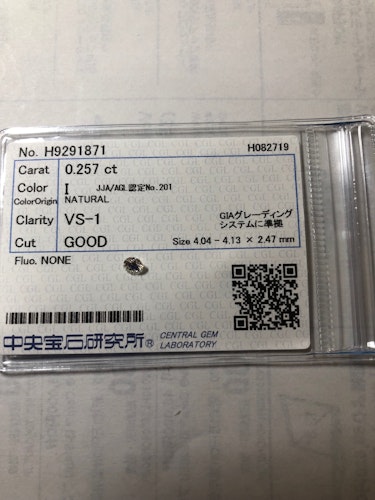 No. H9291871 H082719
Carat 0.257 ct
Color I JJA/AGL認定No.201
ColorOrigin NATURAL
Clarity VS-1 GIAグレーディング
システムに準拠
Cut GOOD Size 4.04 - 4.13 × 2.47 mm
Fluo. NONE
中央宝石研究所® CENTRAL GEM
LABORATORY